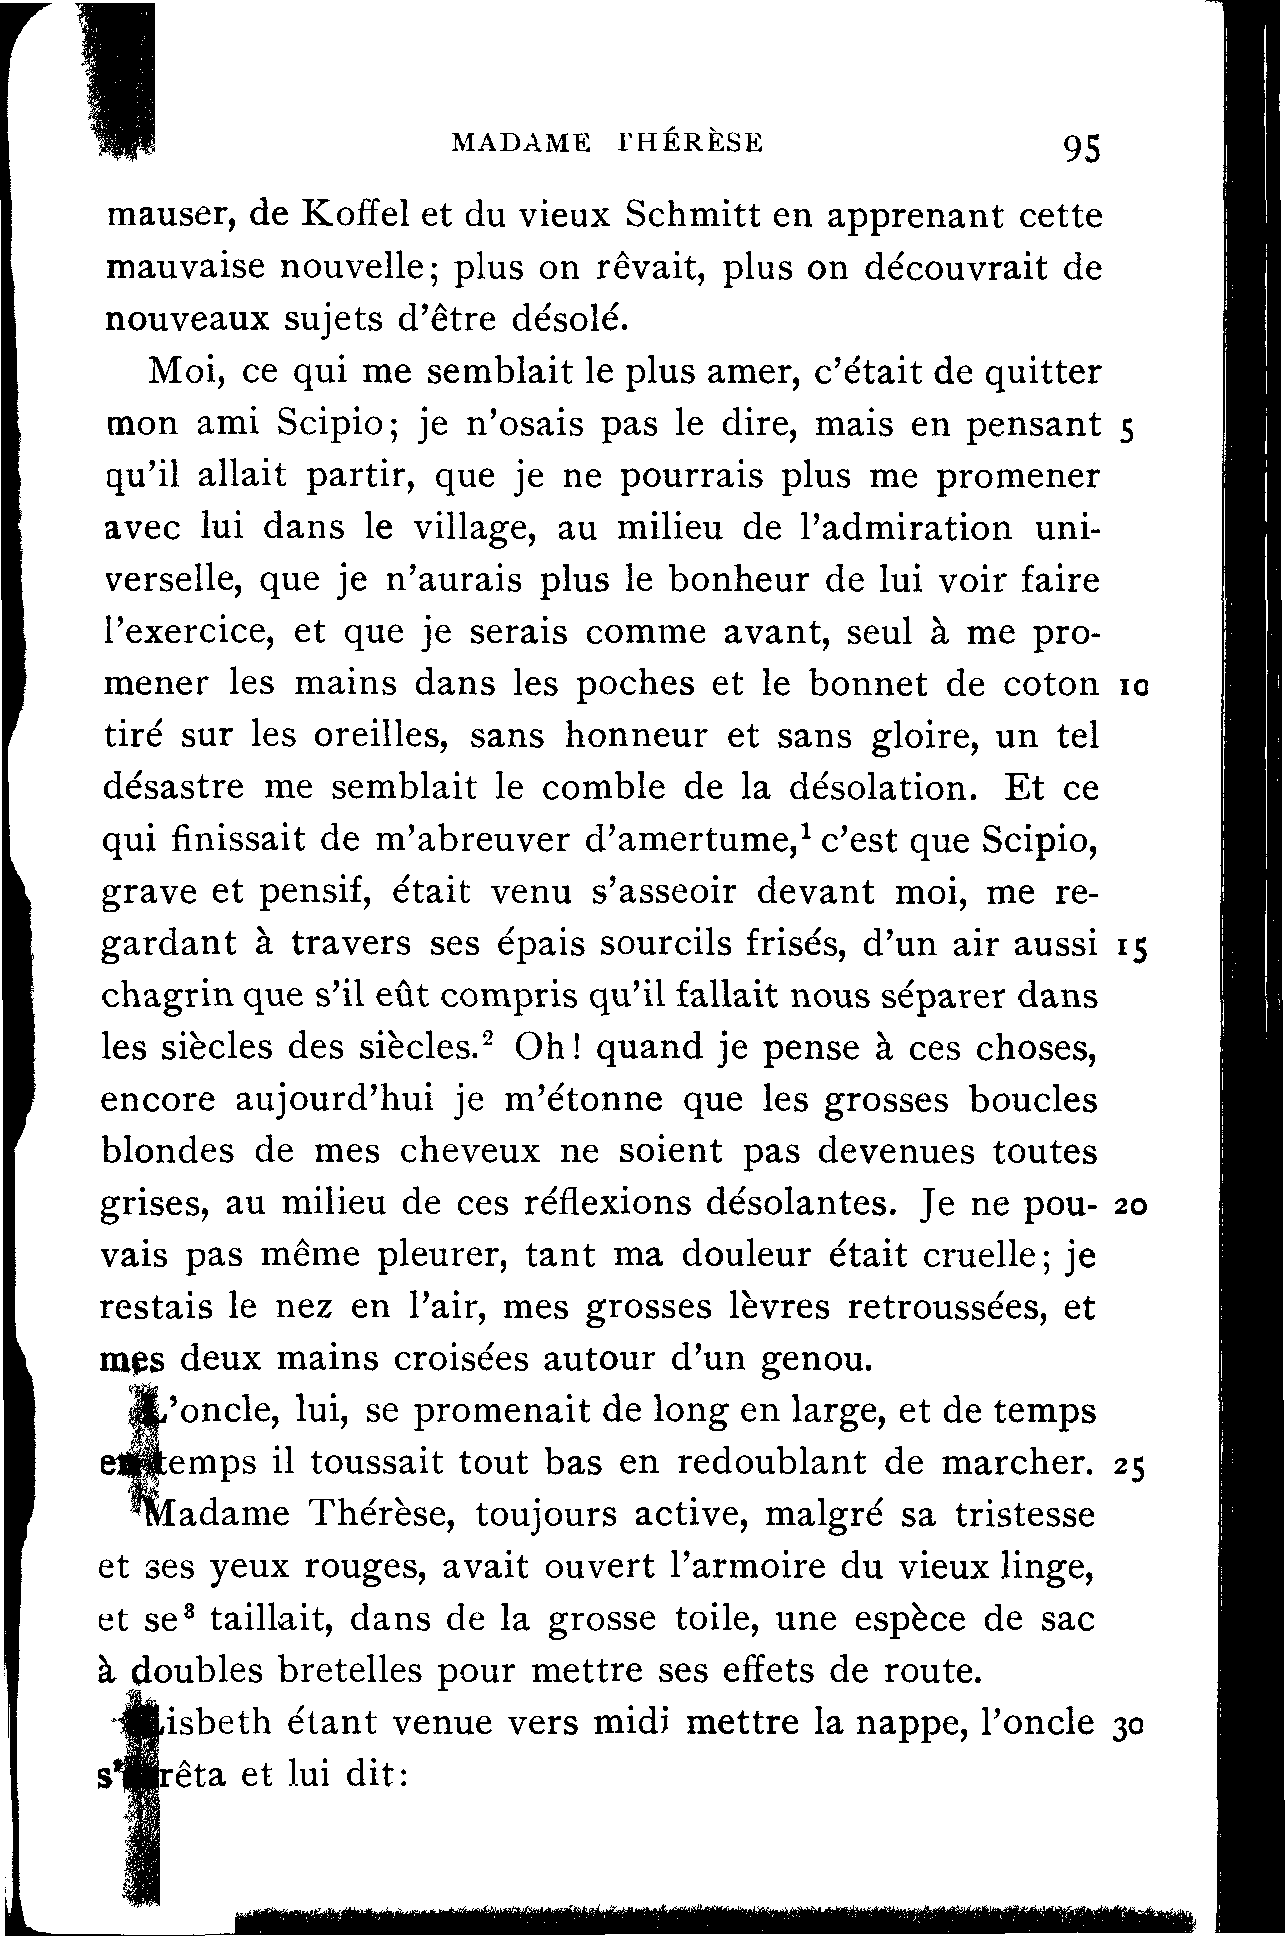 MADAME THÉRÈSE 95
mauser, de Koffel et du vieux Schmitt en apprenant cette
mauvaise nouvelle; plus on rêvait, plus on découvrait de
nouveaux sujets d'être désolé.
Moi, ce qui me semblait le plus amer, c'était de quitter
mon ami Scipio; je n'osais pas le dire, mais en pensant 5
qu'il allait partir, que je ne pourrais plus me promener
avec lui dans le village, au milieu de l'admiration uni-
verselle, que je n'aurais plus le bonheur de lui voir faire
l'exercice, et que je serais comme avant, seul à me pro-
mener les mains dans les poches et le bonnet de coton 10
tiré sur les oreilles, sans honneur et sans gloire, un tel
désastre me semblait le comble de la désolation. Et ce
qui finissait de m'abreuver d'amertume,¹ c'est que Scipio,
grave et pensif, était venu s'asseoir devant moi, me re-
gardant à travers ses épais sourcils frisés, d'un air aussi 15
chagrin que s'il eût compris qu'il fallait nous séparer dans
les siècles des siècles.² Oh! quand je pense à ces choses,
encore aujourd'hui je m'étonne que les grosses boucles
blondes de mes cheveux ne soient pas devenues toutes
grises, au milieu de ces réflexions désolantes. Je ne pou- 20
vais pas même pleurer, tant ma douleur était cruelle; je
restais le nez en l'air, mes grosses lèvres retroussées, et
mes deux mains croisées autour d'un genou.
L'oncle, lui, se promenait de long en large, et de temps
en temps il toussait tout bas en redoublant de marcher. 25
Madame Thérèse, toujours active, malgré sa tristesse
et ses yeux rouges, avait ouvert l'armoire du vieux linge,
et se³ taillait, dans de la grosse toile, une espèce de sac
à doubles bretelles pour mettre ses effets de route.
Lisbeth étant venue vers midi mettre la nappe, l'oncle 30
s'arrêta et lui dit: